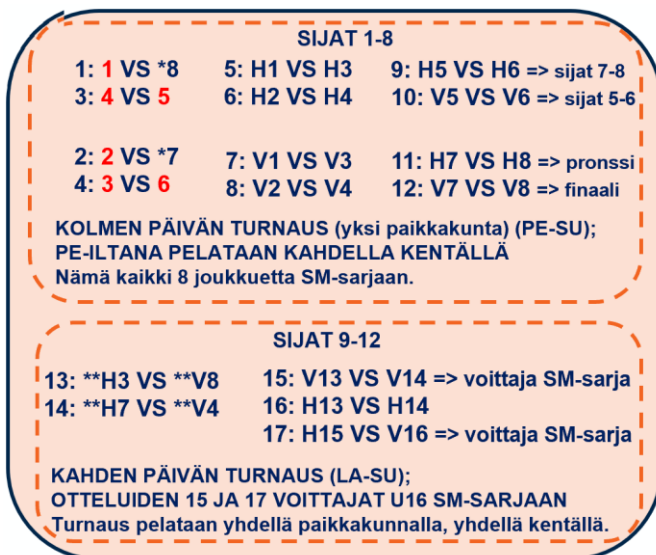 SIJAT 1-8
1: 1 VS *8 5: H1 VS H3 9: H5 VS H6 => sijat 7-8
3: 4 VS 5 6: H2 VS H4 10: V5 VS V6 => sijat 5-6
2: 2 VS *7 7: V1 VS V3 11: H7 VS H8 => pronssi
4: 3 VS 6 8: V2 VS V4 12: V7 VS V8 => finaali
KOLMEN PÄIVÄN TURNAUS (yksi paikkakunta) (PE-SU);
PE-ILTANA PELATAAN KAHDELLA KENTÄLLÄ
Nämä kaikki 8 joukkuetta SM-sarjaan.
SIJAT 9-12
13: **H3 VS **V8 15: V13 VS V14 => voittaja SM-sarja
14: **H7 VS **V4 16: H13 VS H14
17: H15 VS V16 => voittaja SM-sarja
KAHDEN PÄIVÄN TURNAUS (LA-SU);
OTTELUIDEN 15 JA 17 VOITTAJAT U16 SM-SARJAAN
Turnaus pelataan yhdellä paikkakunnalla, yhdellä kentällä.